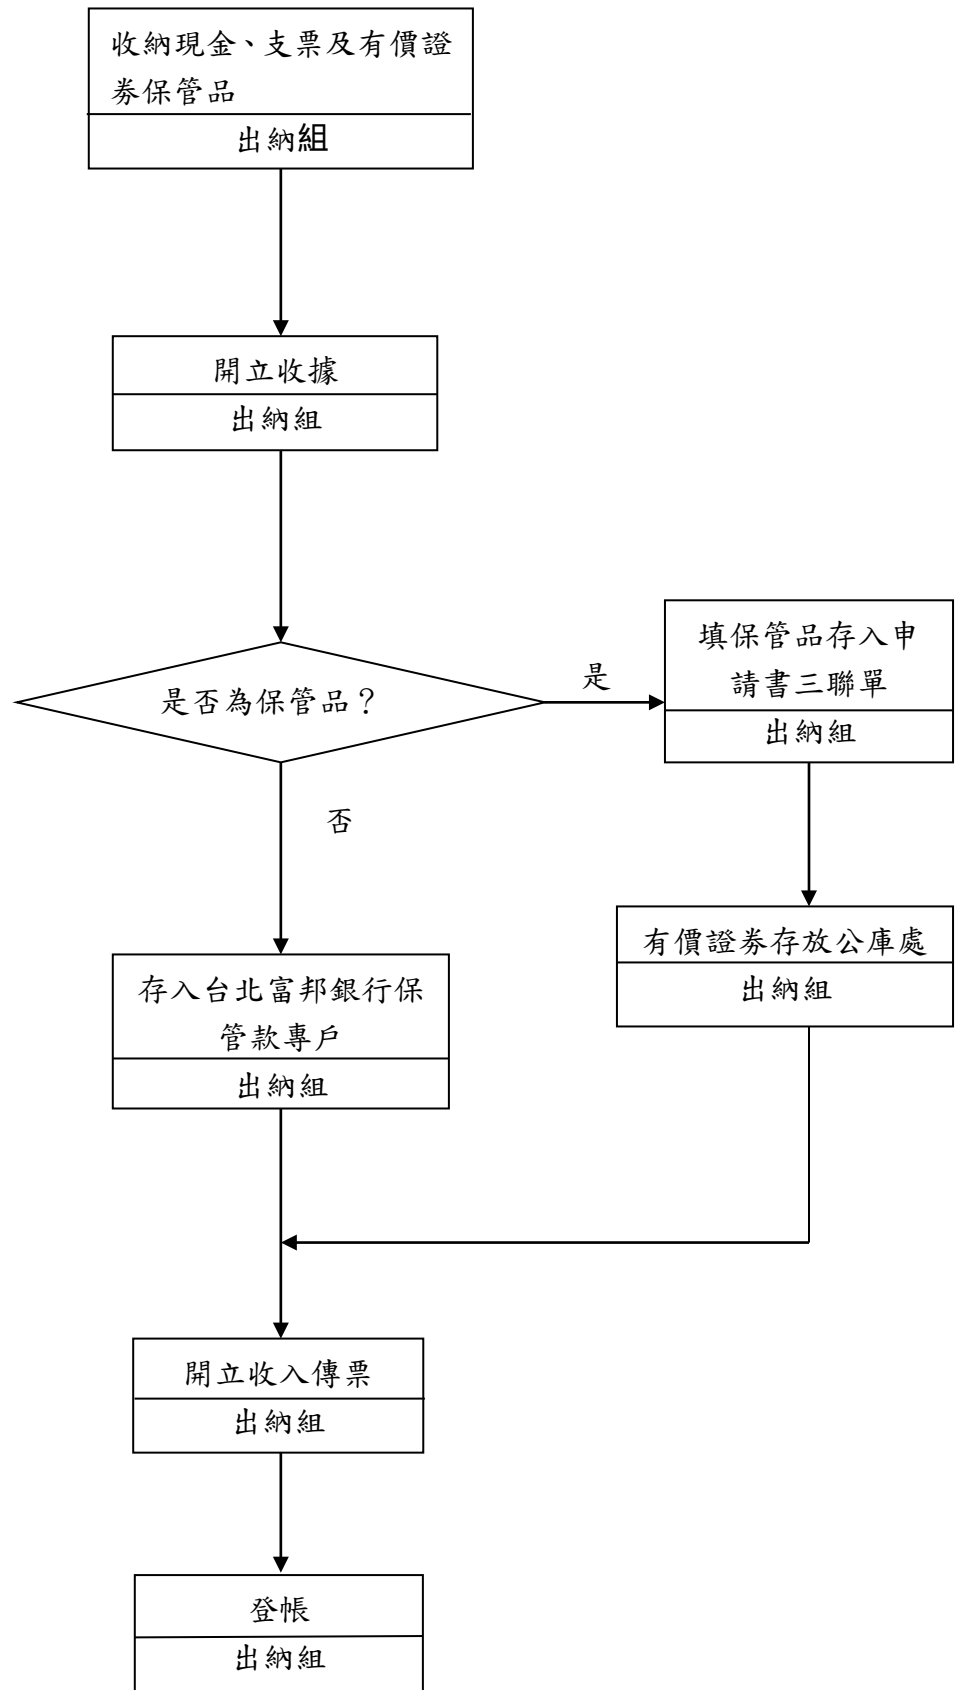 收納現金、支票及有價證
券保管品
出納組
開立收據
出納組
是否為保管品？
是
填保管品存入申
請書三聯單
出納組
否
有價證券存放公庫處
出納組
存入台北富邦銀行保
管款專戶
出納組
開立收入傳票
出納組
登帳
出納組